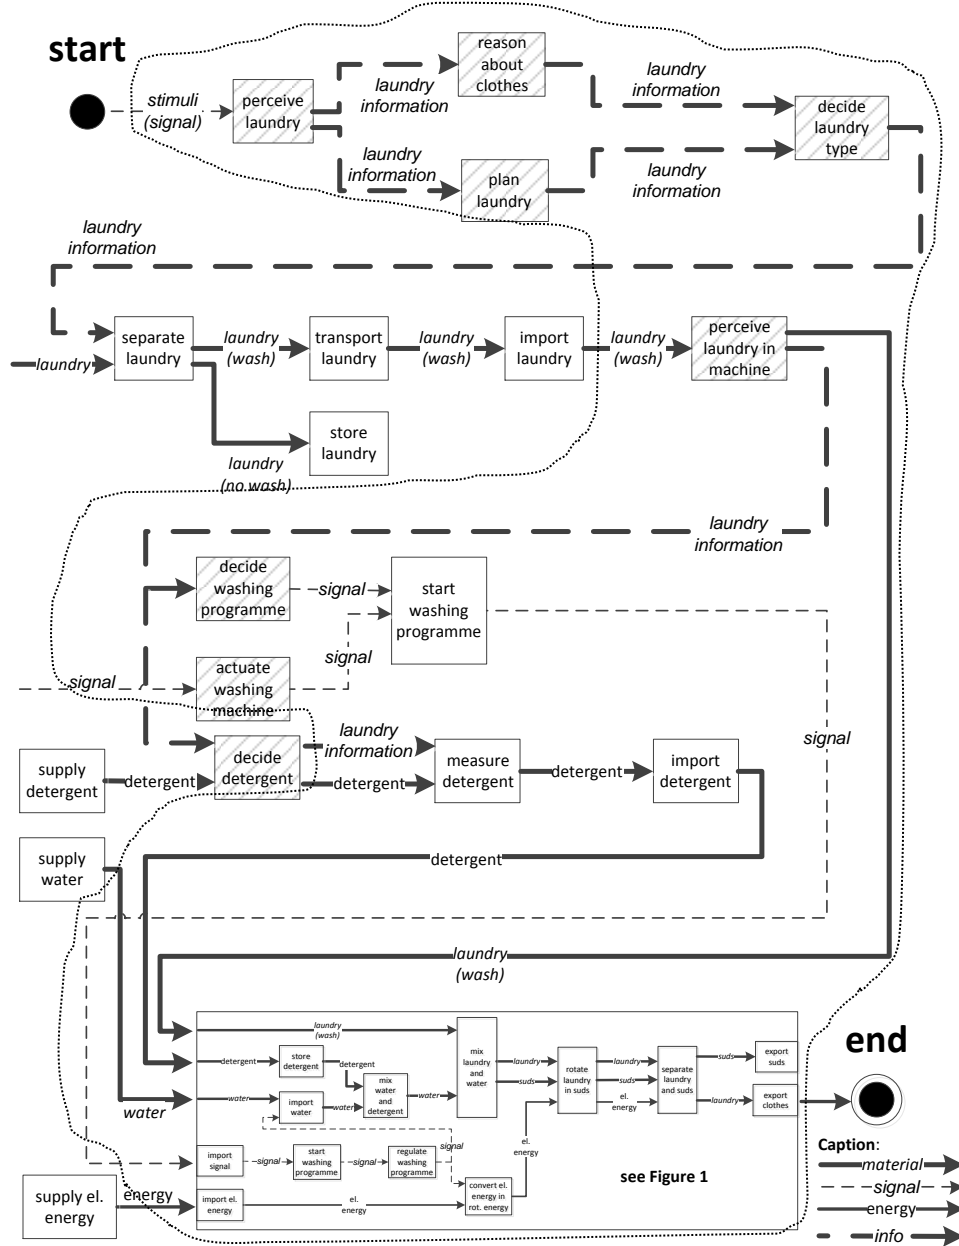 start
stimuli
(signal)
perceive
laundry
laundry
information
laundry
information
reason
about
clothes
plan
laundry
laundry
information
laundry
information
decide
laundry
type
laundry
information
laundry
separate
laundry
laundry
(wash)
transport
laundry
laundry
(wash)
import
laundry
laundry
(wash)
perceive
laundry in
machine
laundry
(no wash)
store
laundry
laundry
information
decide
washing
programme
signal
start
washing
programme
signal
signal
actuate
washing
machine
signal
supply
detergent
detergent
decide
detergent
laundry
information
detergent
measure
detergent
detergent
import
detergent
supply
water
detergent
laundry
(wash)
water
supply el.
energy
energy
laundry
(wash)
detergent
store
detergent
detergent
water
import
water
water
mix
water and
detergent
water
mix
laundry
and
water
laundry
suds
rotate
laundry
in suds
laundry
suds
el.
energy
separate
laundry
and suds
suds
export
suds
laundry
export
clothes
import
signal
signal
start
washing
programme
signal
regulate
washing
programme
signal
el.
energy
import el.
energy
el.
energy
convert el.
energy in
rot. energy
see Figure 1
end
Caption:
material
signal
energy
info